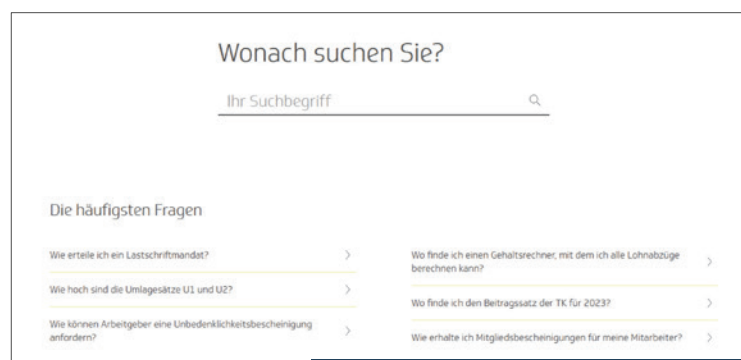 Wonach suchen Sie?
Ihr Suchbegriff
Die häufigsten Fragen
Wie erteile ich ein Lastschriftmandat?
Wie hoch sind die Umlagesätze U1 und U2?
Wie können Arbeitgeber eine Unbedenklichkeitsbescheinigung
anfordern?
Wo finde ich einen Gehaltsrechner, mit dem ich alle Lohnabzüge
berechnen kann?
Wo finde ich den Beitragssatz der TK für 2023?
Wie erhalte ich Mitgliedsbescheinigungen für meine Mitarbeiter?